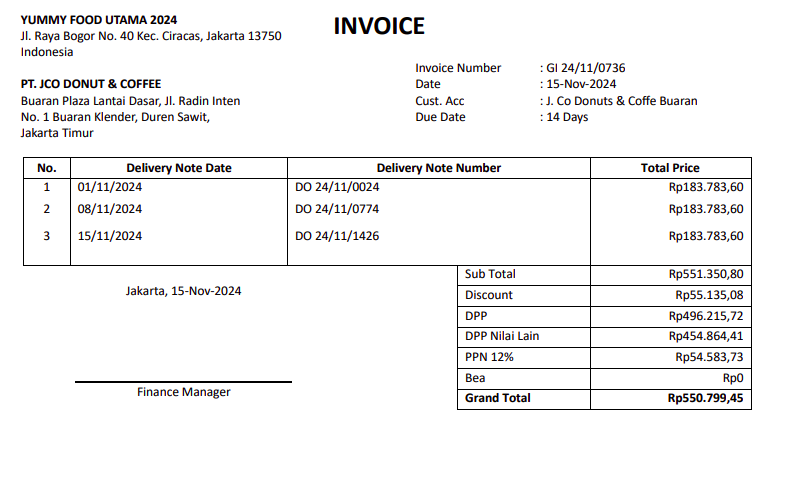 YUMMY FOOD UTAMA 2024
Jl. Raya Bogor No. 40 Kec. Ciracas, Jakarta 13750
Indonesia
INVOICE
PT. JCO DONUT & COFFEE
Buaran Plaza Lantai Dasar, Jl. Radin Inten
No. 1 Buaran Klender, Duren Sawit,
Jakarta Timur
Invoice Number : GI 24/11/0736
Date : 15-Nov-2024
Cust. Acc : J. Co Donuts & Coffe Buaran
Due Date : 14 Days
No. Delivery Note Date Delivery Note Number Total Price
1 01/11/2024 DO 24/11/0024 Rp183.783,60
2 08/11/2024 DO 24/11/0774 Rp183.783,60
3 15/11/2024 DO 24/11/1426 Rp183.783,60
Sub Total Rp551.350,80
Discount Rp55.135,08
DPP Rp496.215,72
DPP Nilai Lain Rp454.864,41
PPN 12% Rp54.583,73
Bea Rp0
Grand Total Rp550.799,45
Jakarta, 15-Nov-2024
Finance Manager